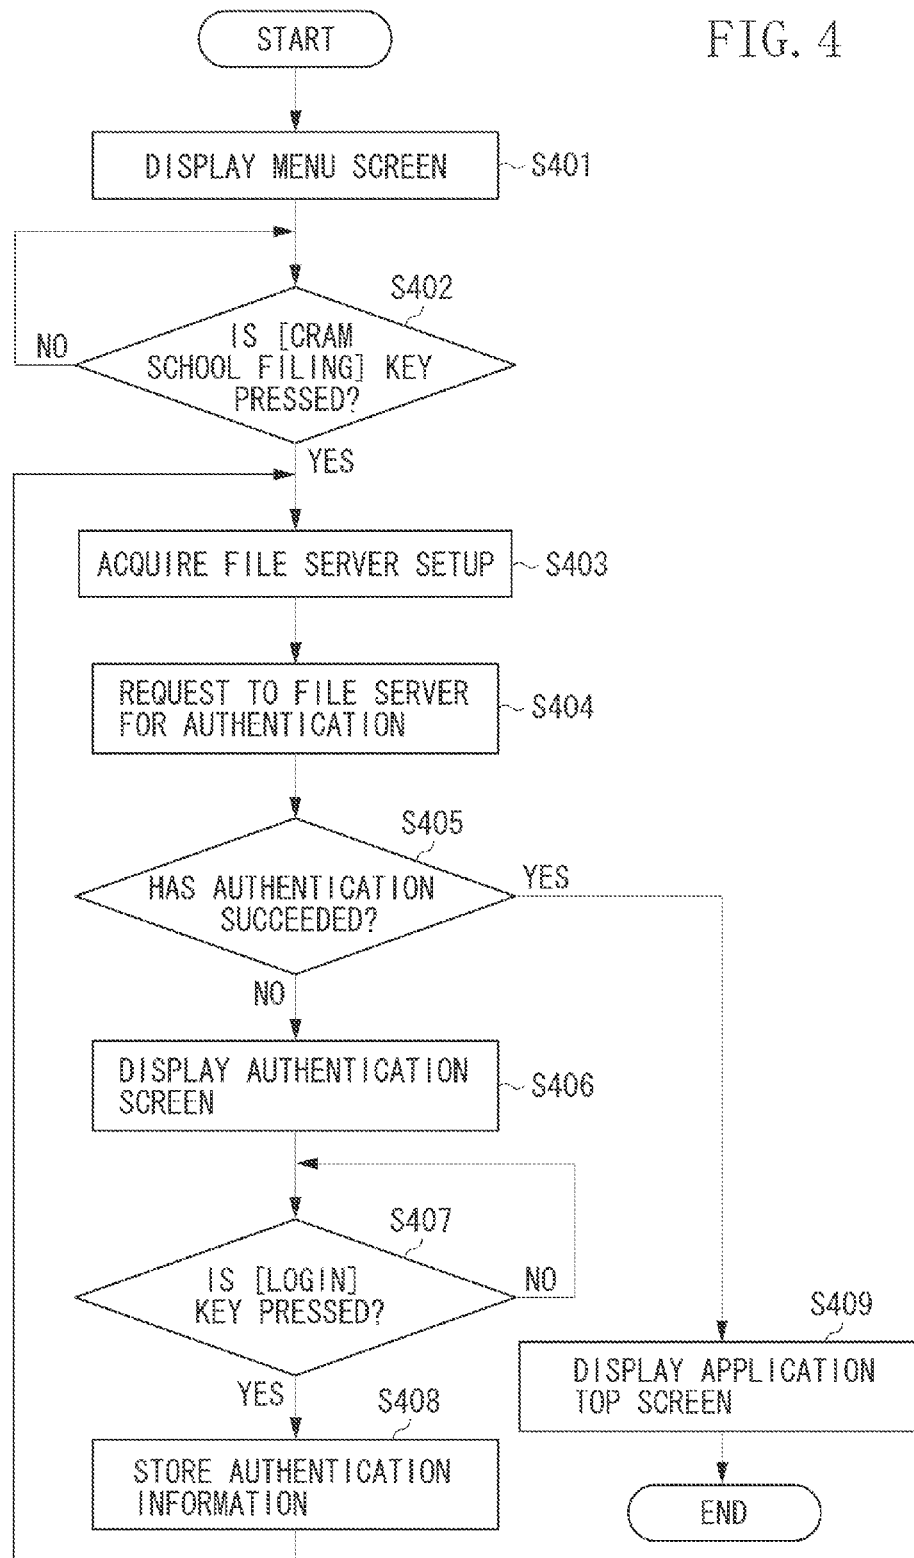 START
FIG. 4
DISPLAY MENU SCREEN
S401
S402
IS [CRAM
SCHOOL FILING] KEY
PRESSED?
NO
YES
ACQUIRE FILE SERVER SETUP
S403
REQUEST TO FILE SERVER
FOR AUTHENTICATION
S404
S405
HAS AUTHENTICATION
SUCCEEDED?
YES
NO
DISPLAY AUTHENTICATION
SCREEN
S406
S407
IS [LOGIN]
KEY PRESSED?
NO
YES
S408
STORE AUTHENTICATION
INFORMATION
S409
DISPLAY APPLICATION
TOP SCREEN
END